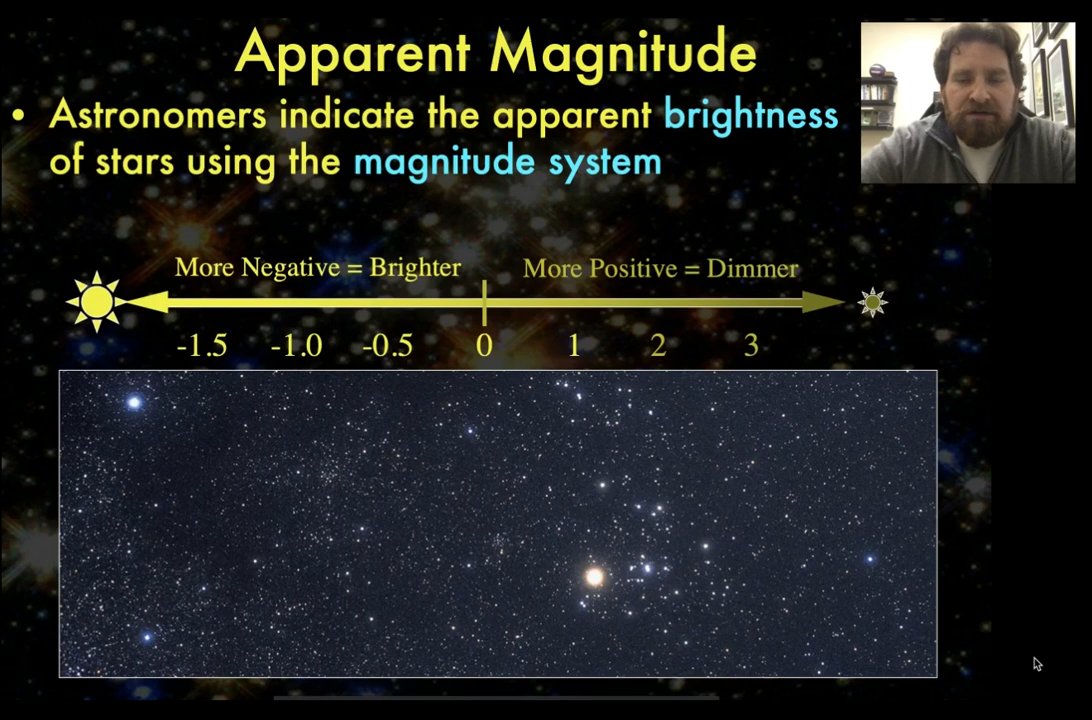 Apparent Magnitude
• Astronomers indicate the apparent brightness
of stars using the magnitude system
More Negative = Brighter More Positive = Dimmer
-1.5 -1.0 -0.5 0 1 2 3